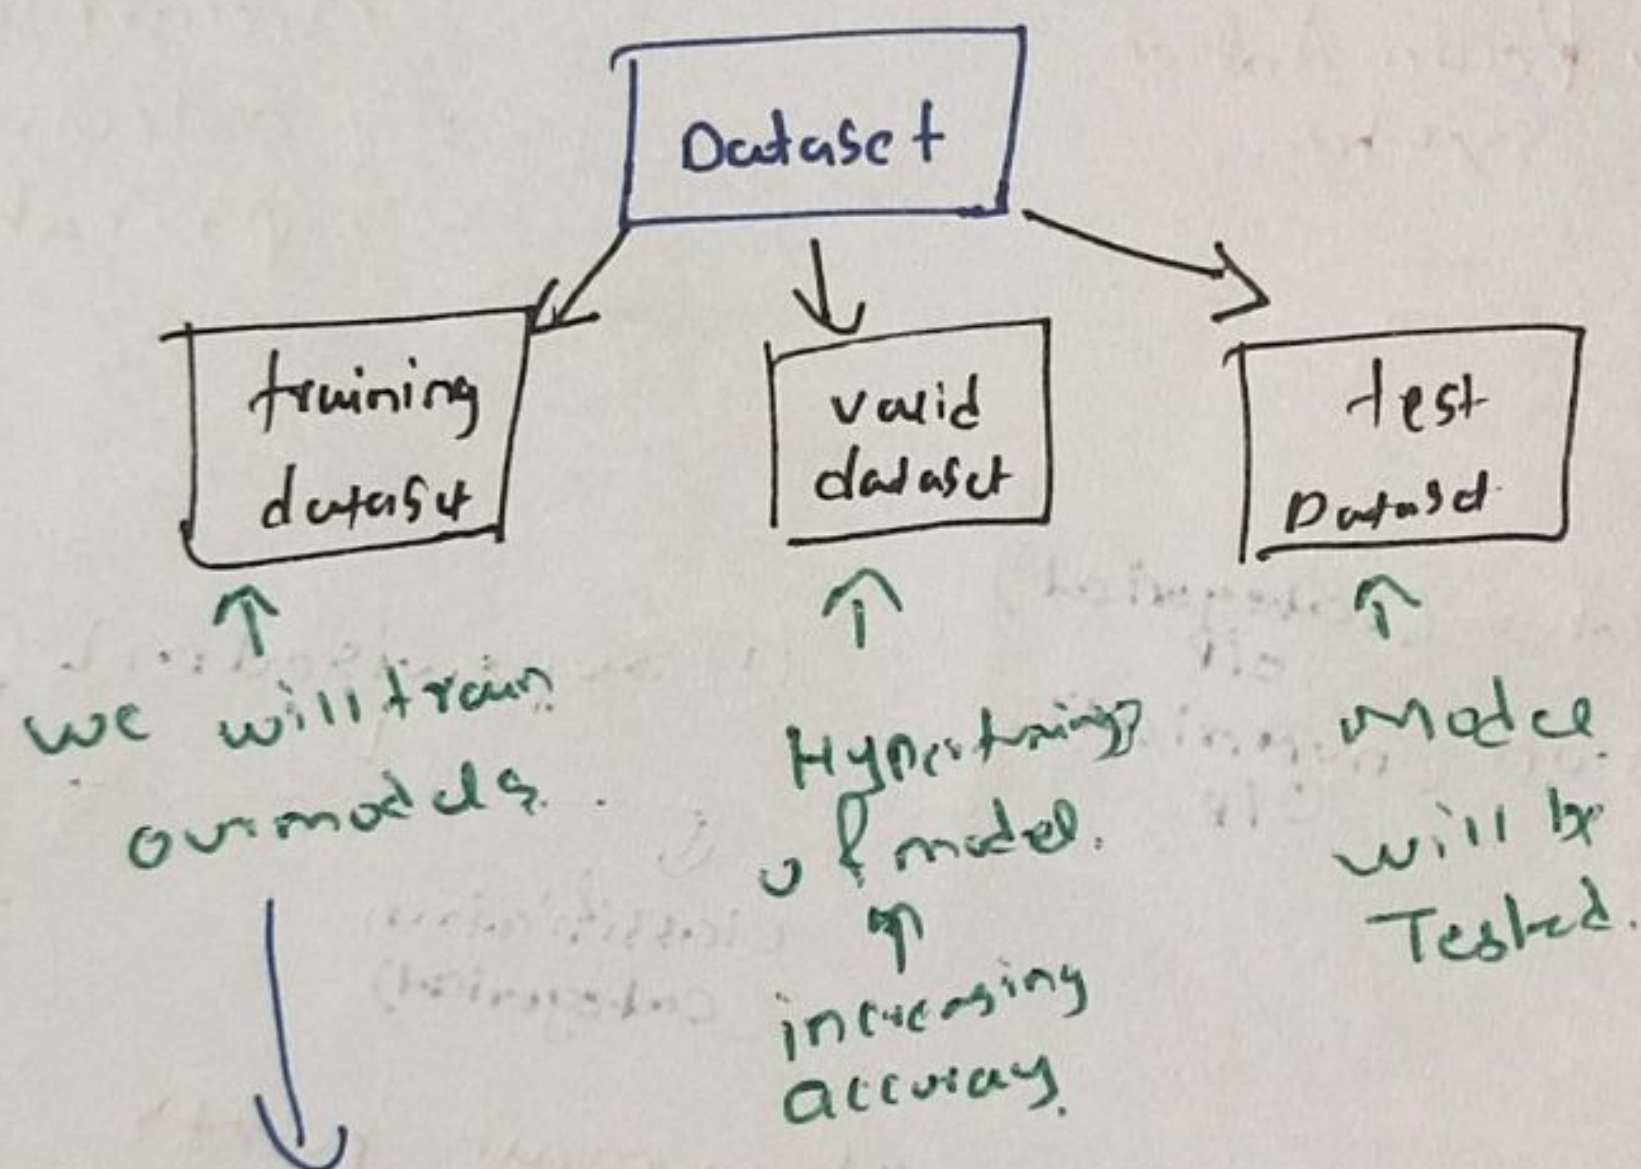 Dataset
training
dataset
valid
dataset
test
Dataset
we will train
our models.
Hypertuning
of model.
increasing
accuracy.
Model
will be
Tested.